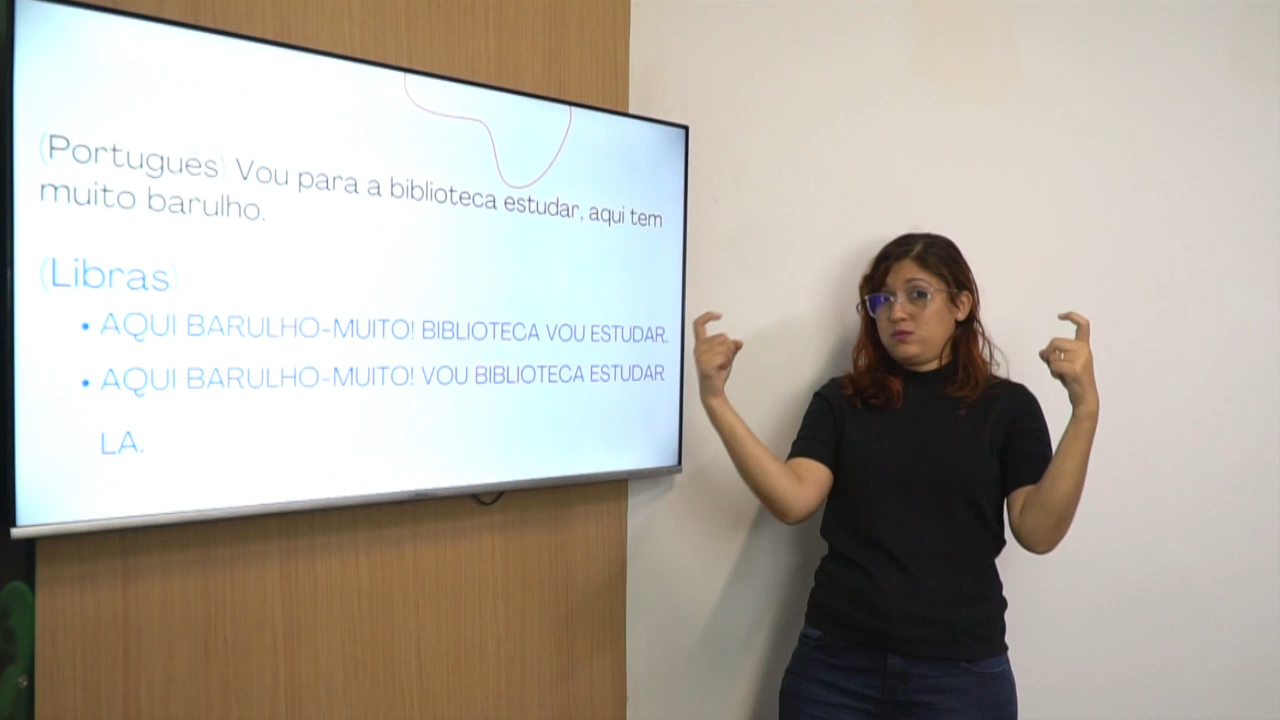 (Português) Vou para a biblioteca estudar, aqui tem
muito barulho.
(Libras)
• AQUI BARULHO-MUITO! BIBLIOTECA VOU ESTUDAR.
• AQUI BARULHO-MUITO! VOU BIBLIOTECA ESTUDAR
LA.